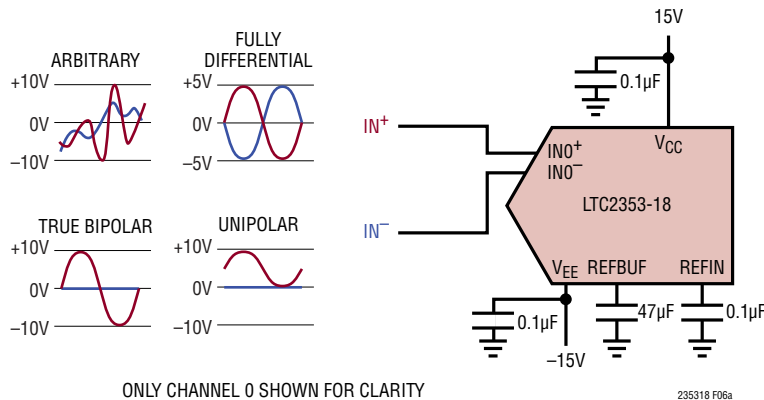 ARBITRARY
+10V
0V
–10V
FULLY
DIFFERENTIAL
+5V
0V
–5V
TRUE BIPOLAR
+10V
0V
–10V
UNIPOLAR
+10V
0V
–10V
15V
0.1µF
IN+
IN–
IN0+
IN0–
VCC
LTC2353-18
VEE
REFBUF
REFIN
0.1µF
47µF
0.1µF
–15V
ONLY CHANNEL 0 SHOWN FOR CLARITY
235318 F06a